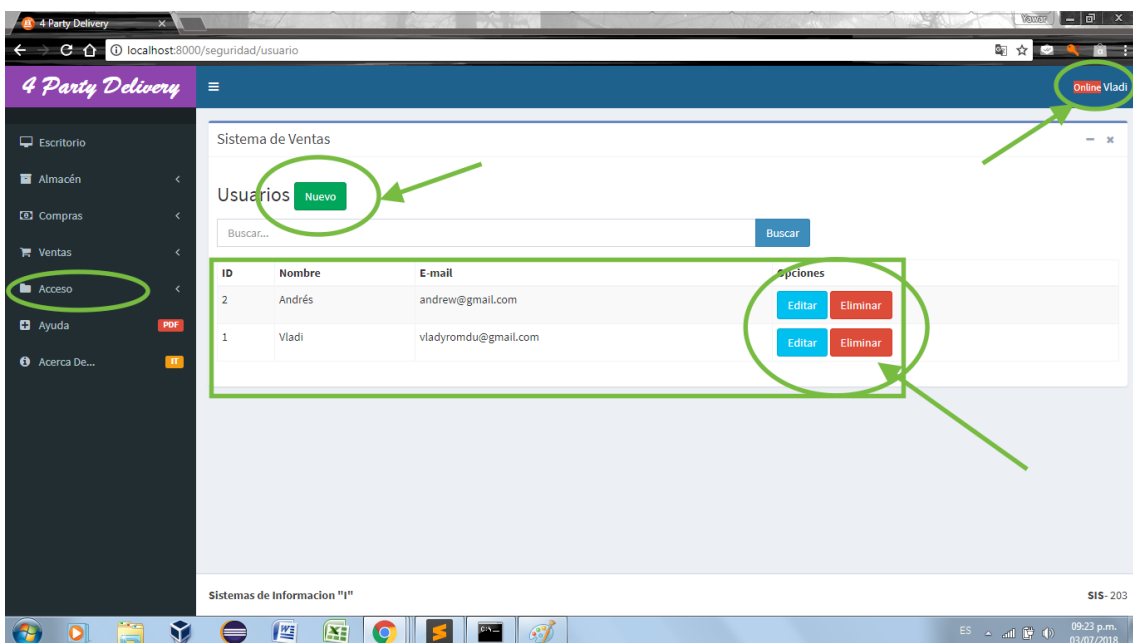 4 Party Delivery
Yawar
localhost:8000/seguridad/usuario
4 Party Delivery
Online Vladi
Escritorio
Almacén
Compras
Ventas
Acceso
Ayuda PDF
Acerca De... IT
Sistema de Ventas
Usuarios Nuevo
Buscar... Buscar
ID Nombre E-mail Opciones
2 Andrés andrew@gmail.com Editar Eliminar
1 Vladi vladyromdu@gmail.com Editar Eliminar
Sistemas de Informacion "I" SIS- 203
ES 09:23 p.m.
03/07/2018